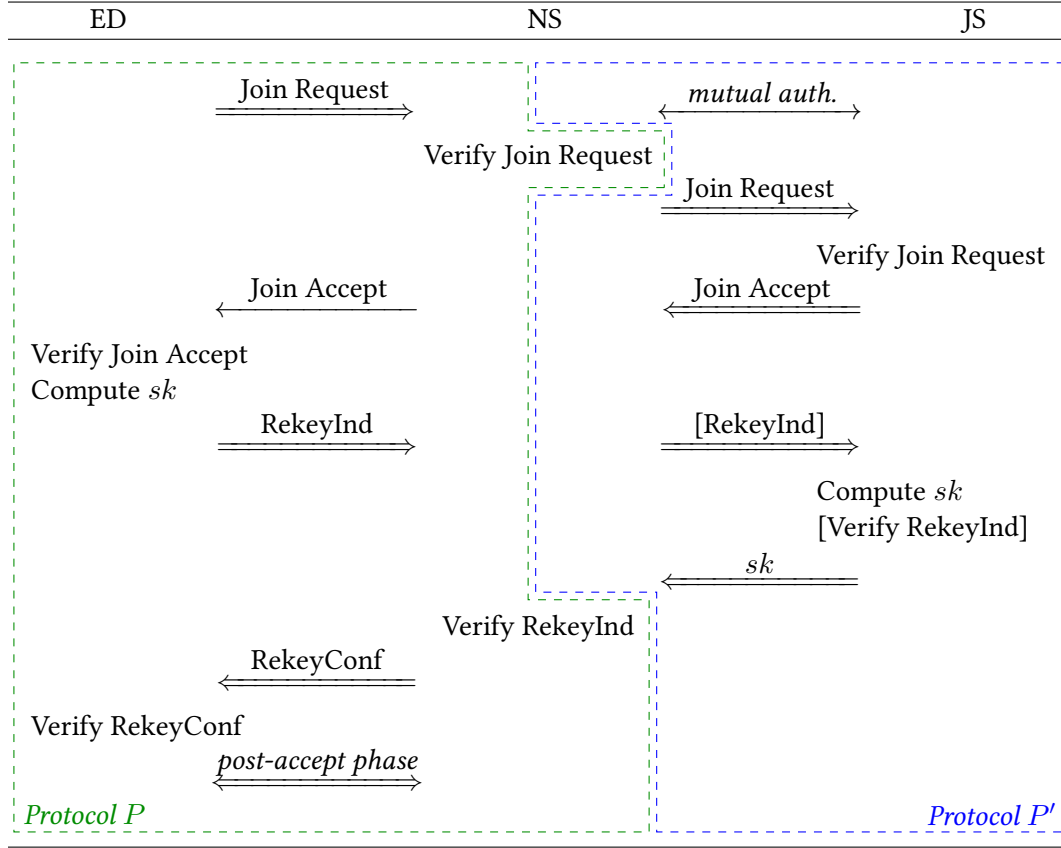 ED NS JS
Join Request mutual auth.
Verify Join Request
Join Request
Verify Join Request
Join Accept Join Accept
Verify Join Accept
Compute sk
RekeyInd [RekeyInd]
Compute sk
[Verify RekeyInd]
sk
Verify RekeyInd
RekeyConf
Verify RekeyConf
post-accept phase
Protocol P Protocol P′